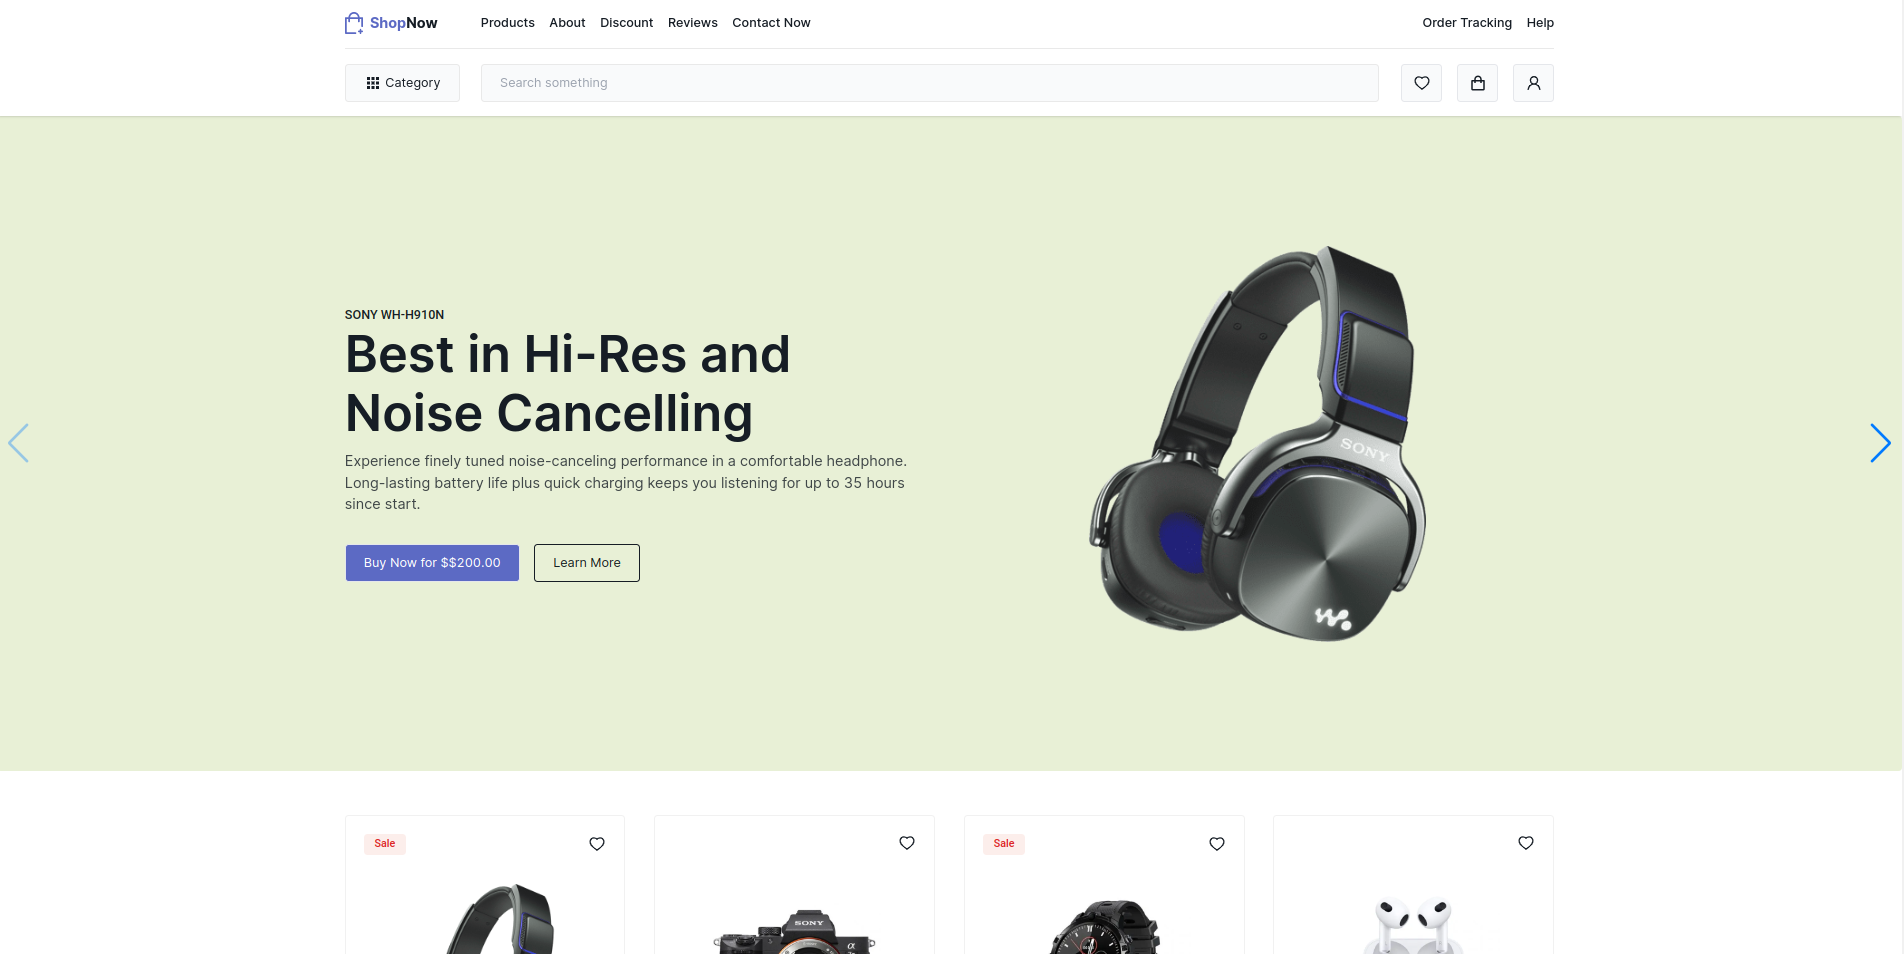 ShopNow
Products About Discount Reviews Contact Now
Order Tracking Help
Category
Search something
SONY WH-H910N
Best in Hi-Res and
Noise Cancelling
Experience finely tuned noise-canceling performance in a comfortable headphone.
Long-lasting battery life plus quick charging keeps you listening for up to 35 hours
since start.
Buy Now for $$200.00
Learn More
SONY
Sale
SONY
α
Sale